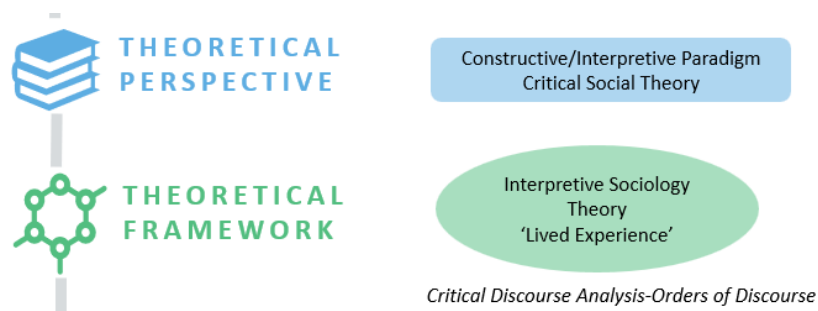 THEORETICAL
PERSPECTIVE
Constructive/Interpretive Paradigm
Critical Social Theory
THEORETICAL
FRAMEWORK
Interpretive Sociology
Theory
‘Lived Experience’
Critical Discourse Analysis-Orders of Discourse